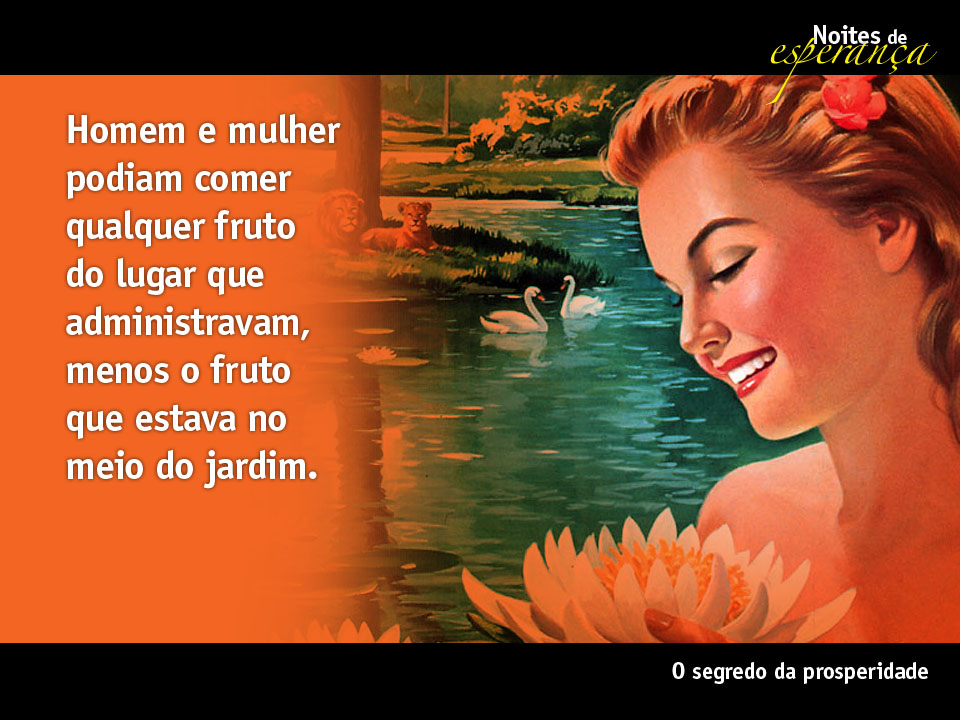 Noites de
esperança
Homem e mulher
podiam comer
qualquer fruto
do lugar que
administravam,
menos o fruto
que estava no
meio do jardim.
O segredo da prosperidade